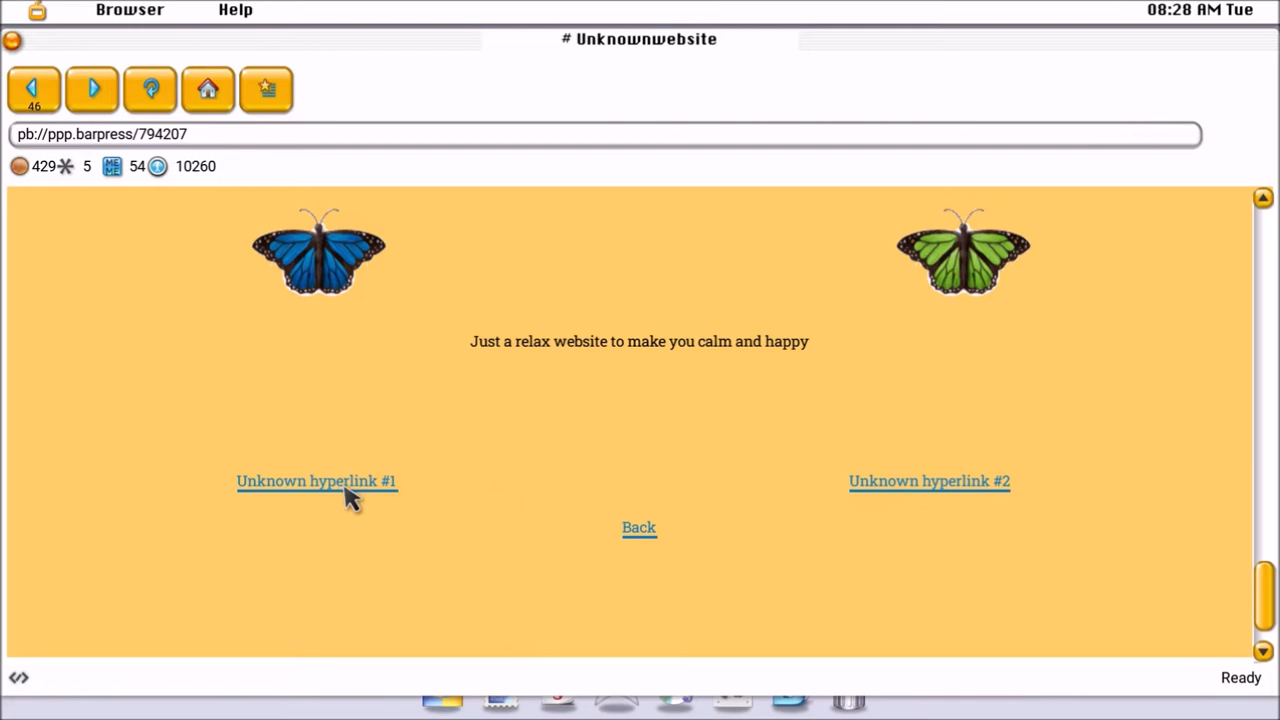 Browser Help 08:28 AM Tue
# Unknownwebsite
46
pb://ppp.barpress/794207
429 5 MEME 54 10260
Just a relax website to make you calm and happy
Unknown hyperlink #1 Unknown hyperlink #2
Back
Ready